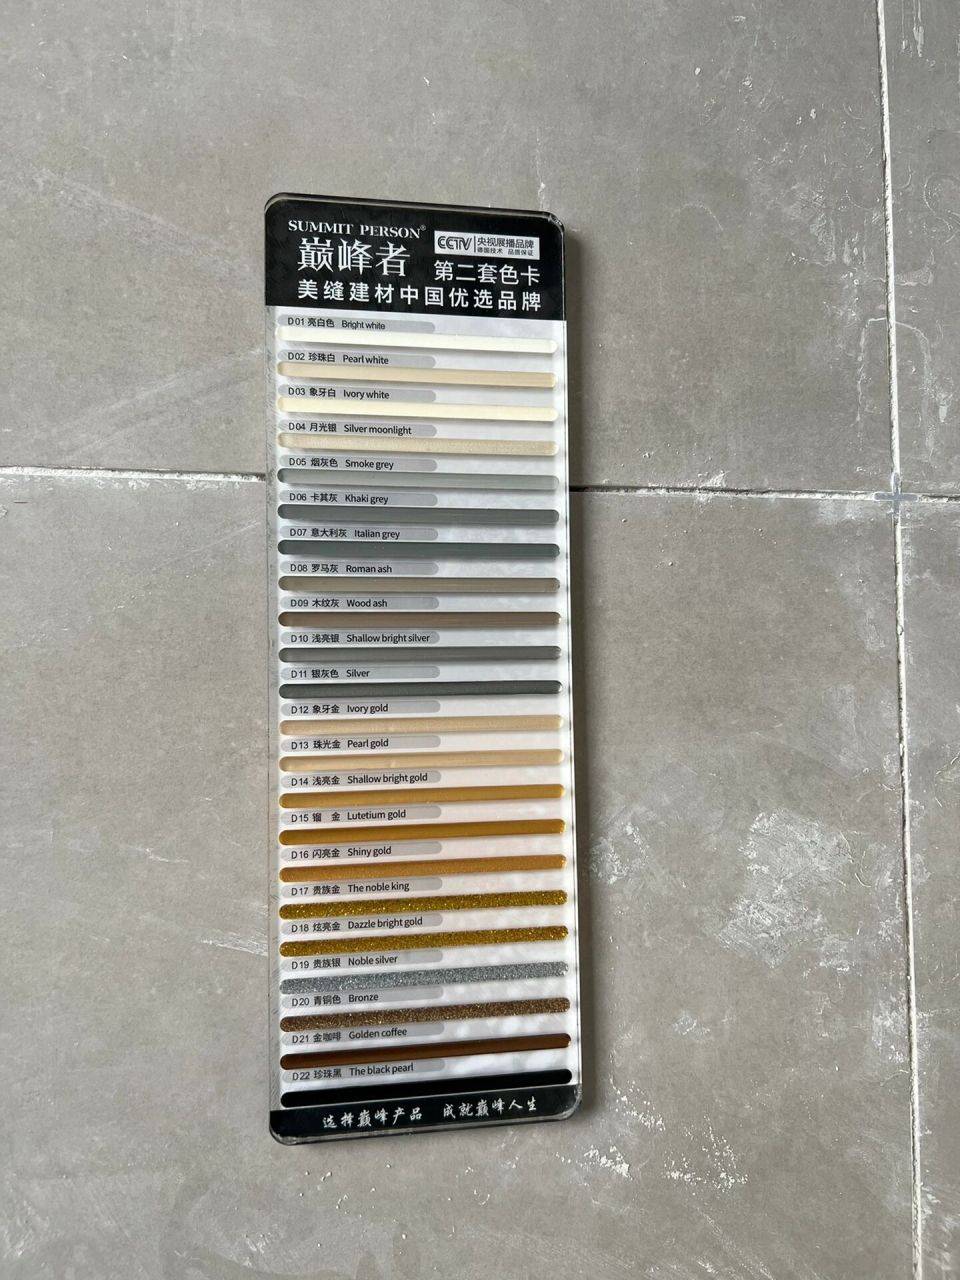 SUMMIT PERSON®
CCTV 央视展播品牌
德国技术 品质保证
巅峰者 第二套色卡
美缝建材中国优选品牌
D01 亮白色 Bright white
D02 珍珠白 Pearl white
D03 象牙白 Ivory white
D04 月光银 Silver moonlight
D05 烟灰色 Smoke grey
D06 卡其灰 Khaki grey
D07 意大利灰 Italian grey
D08 罗马灰 Roman ash
D09 木纹灰 Wood ash
D10 浅亮银 Shallow bright silver
D11 银灰色 Silver
D12 象牙金 Ivory gold
D13 珠光金 Pearl gold
D14 浅亮金 Shallow bright gold
D15 镏 金 Lutetium gold
D16 闪亮金 Shiny gold
D17 贵族金 The noble king
D18 炫亮金 Dazzle bright gold
D19 贵族银 Noble silver
D20 青铜色 Bronze
D21 金咖啡 Golden coffee
D22 珍珠黑 The black pearl
选择巅峰产品 成就巅峰人生